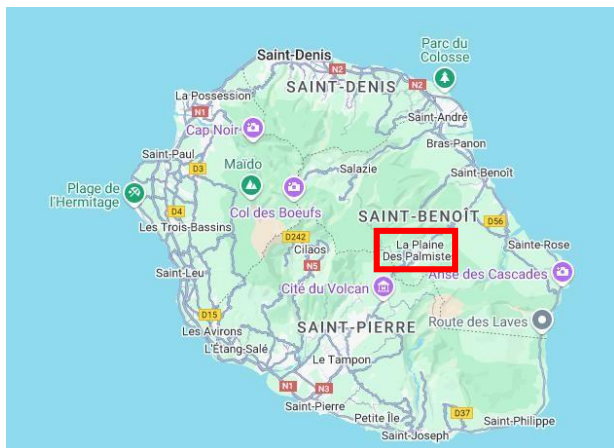 Parc du
Colosse
Saint-Denis
N2
SAINT-DENIS
N2
La Possession
N1
Saint-André
Cap Noir
Bras-Panon
Saint-Paul
D3
Maïdo
Salazie
Saint-Benoît
Plage de
l'Hermitage
D4
Col des Boeufs
SAINT-BENOÎT
D56
Les Trois-Bassins
D242
Cilaos
La Plaine
Des Palmiste
Sainte-Rose
N5
Saint-Leu
Cité du Volcan
Anse des Cascades
D15
Les Avirons
SAINT-PIERRE
Route des Laves
L'Étang-Salé
Le Tampon
N1
N3
Saint-Pierre
Petite Île
D37
Saint-Joseph
Saint-Philippe